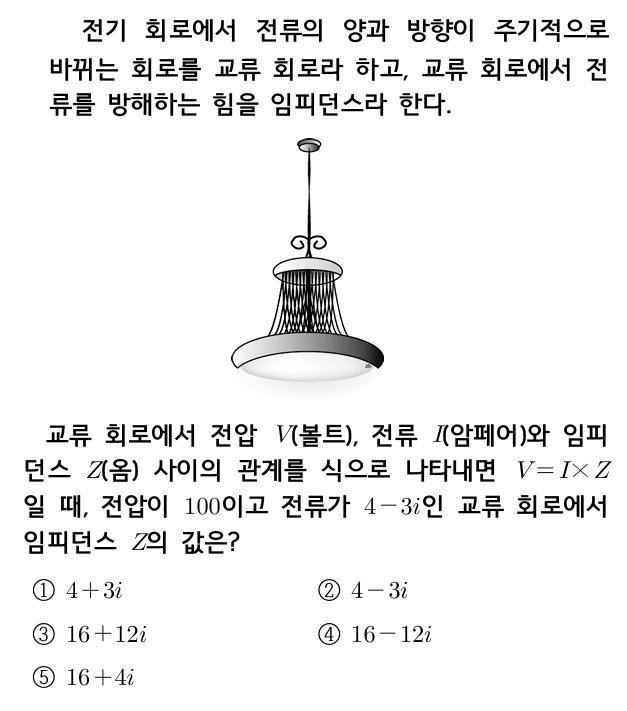 전기 회로에서 전류의 양과 방향이 주기적으로
바뀌는 회로를 교류 회로라 하고, 교류 회로에서 전
류를 방해하는 힘을 임피던스라 한다.
교류 회로에서 전압 V(볼트), 전류 I(암페어)와 임피
던스 Z(옴) 사이의 관계를 식으로 나타내면 V=I×Z
일 때, 전압이 100이고 전류가 4-3i인 교류 회로에서
임피던스 Z의 값은?
① 4+3i ② 4-3i
③ 16+12i ④ 16-12i
⑤ 16+4i